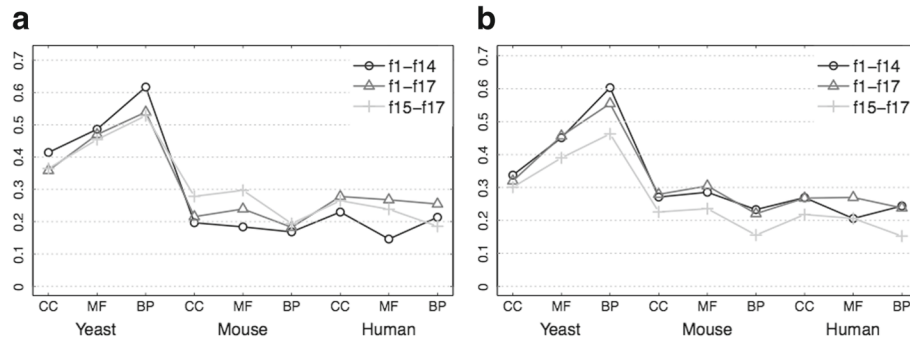 a
0.7
0.6
0.5
0.4
0.3
0.2
0.1
0
f1–f14
f1–f17
f15–f17
CC MF BP CC MF BP CC MF BP
Yeast Mouse Human
b
0.7
0.6
0.5
0.4
0.3
0.2
0.1
0
f1–f14
f1–f17
f15–f17
CC MF BP CC MF BP CC MF BP
Yeast Mouse Human